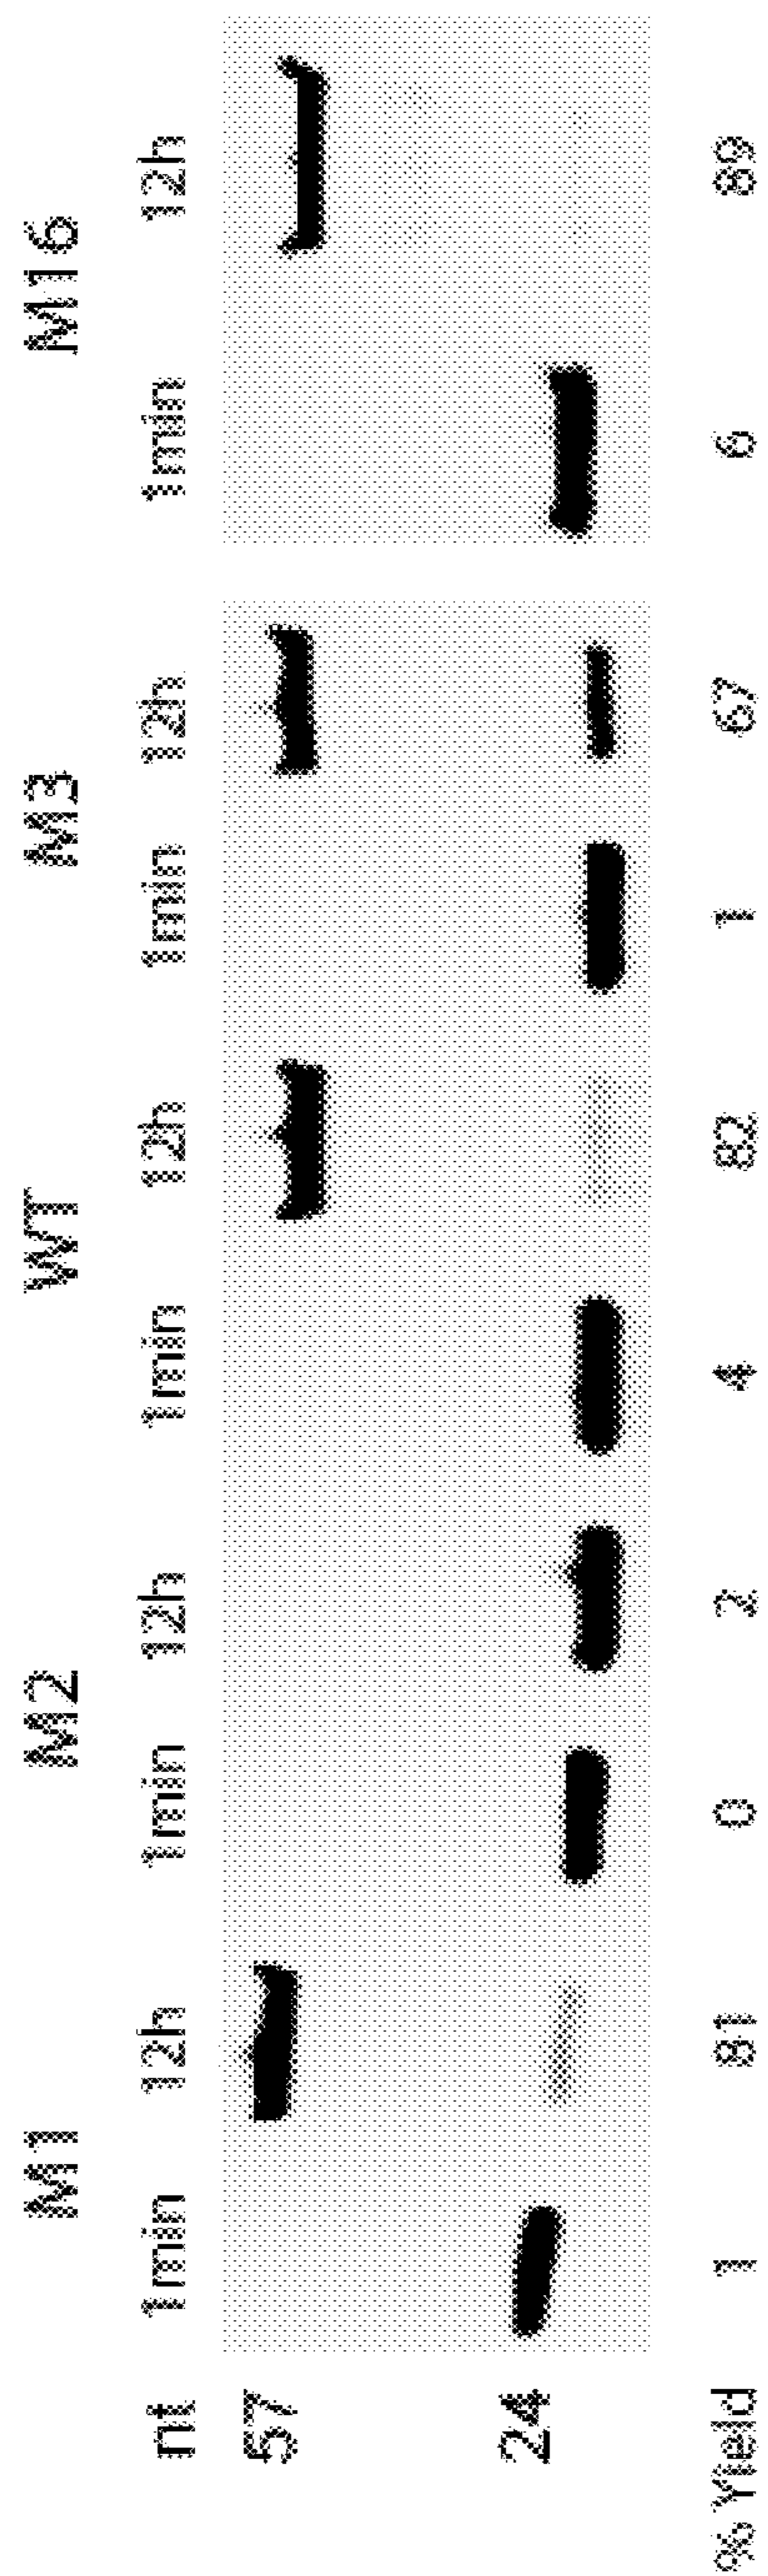 M1 M2 WT M3 M16
nt 1min 12h 1min 12h 1min 12h 1min 12h 1min 12h
57
24
% Yield 1 81 0 2 4 82 1 67 6 89